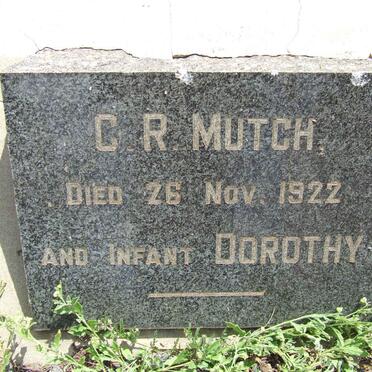 C. R. MUTCH.
DIED 26 NOV. 1922
AND INFANT DOROTHY